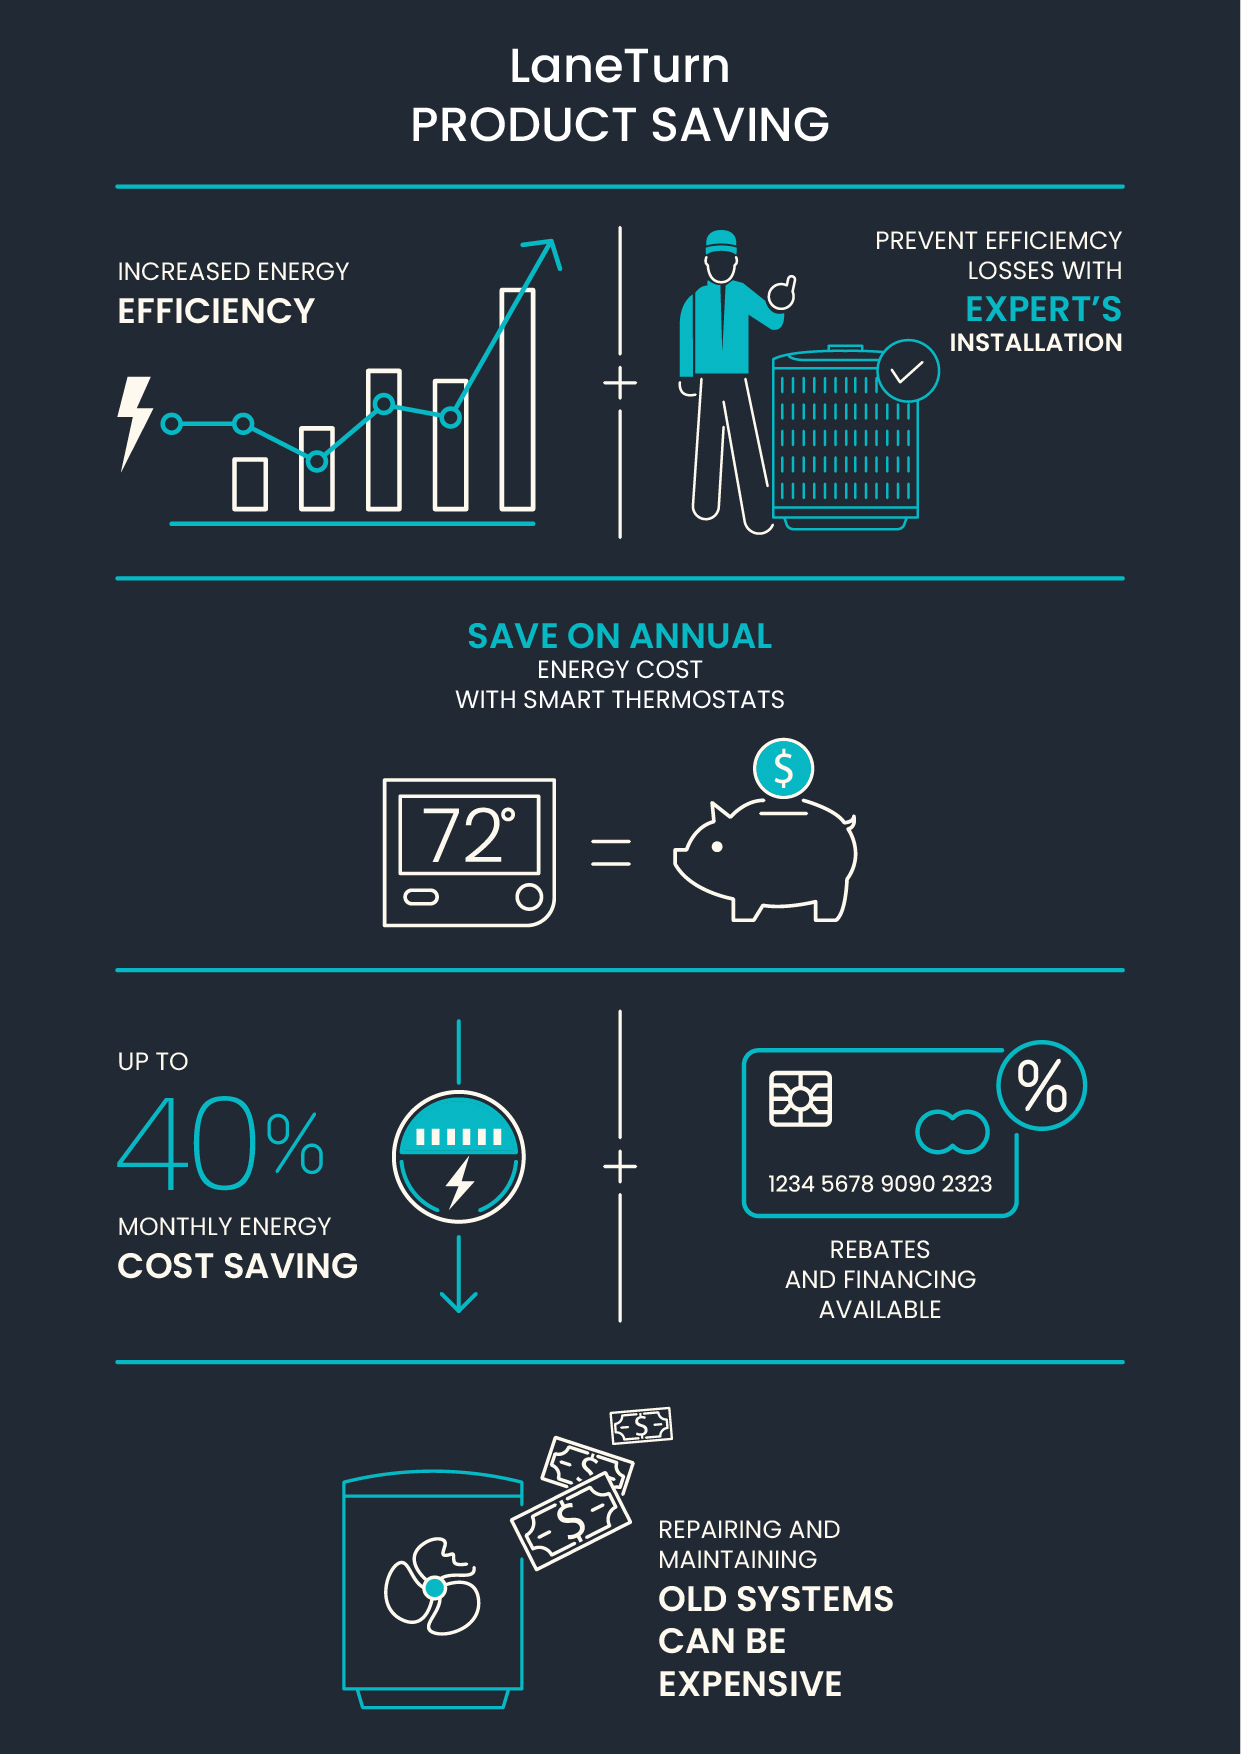 LaneTurn
PRODUCT SAVING
INCREASED ENERGY
EFFICIENCY
PREVENT EFFICIEMCY
LOSSES WITH
EXPERT'S
INSTALLATION
SAVE ON ANNUAL
ENERGY COST
WITH SMART THERMOSTATS
72°
=
$
UP TO
40%
MONTHLY ENERGY
COST SAVING
%
1234 5678 9090 2323
REBATES
AND FINANCING
AVAILABLE
$
$
$
REPAIRING AND
MAINTAINING
OLD SYSTEMS
CAN BE
EXPENSIVE